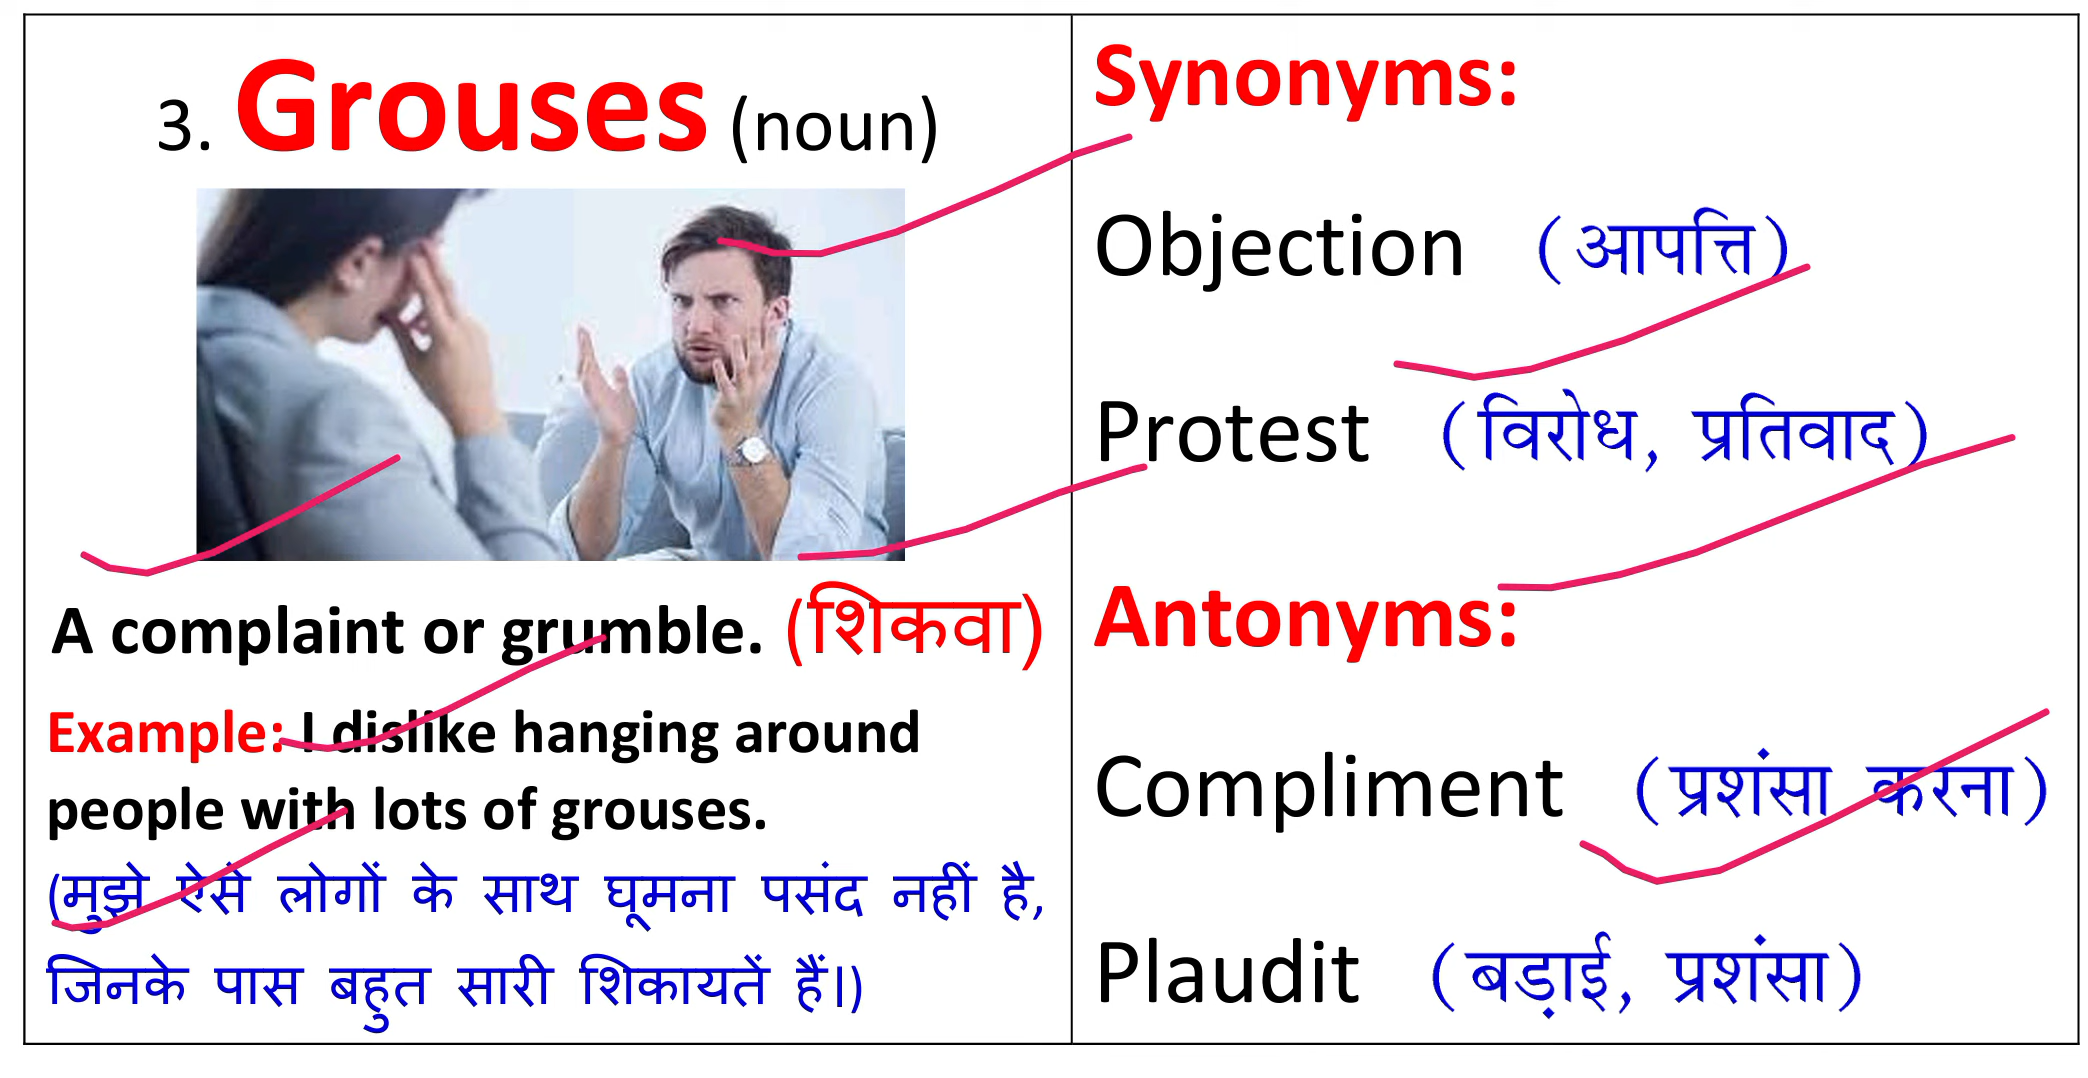 3. Grouses (noun)
A complaint or grumble. (शिकवा)
Example: I dislike hanging around
people with lots of grouses.
(मुझे ऐसे लोगों के साथ घूमना पसंद नहीं है,
जिनके पास बहुत सारी शिकायतें हैं।)
Synonyms:
Objection (आपत्ति)
Protest (विरोध, प्रतिवाद)
Antonyms:
Compliment (प्रशंसा करना)
Plaudit (बड़ाई, प्रशंसा)